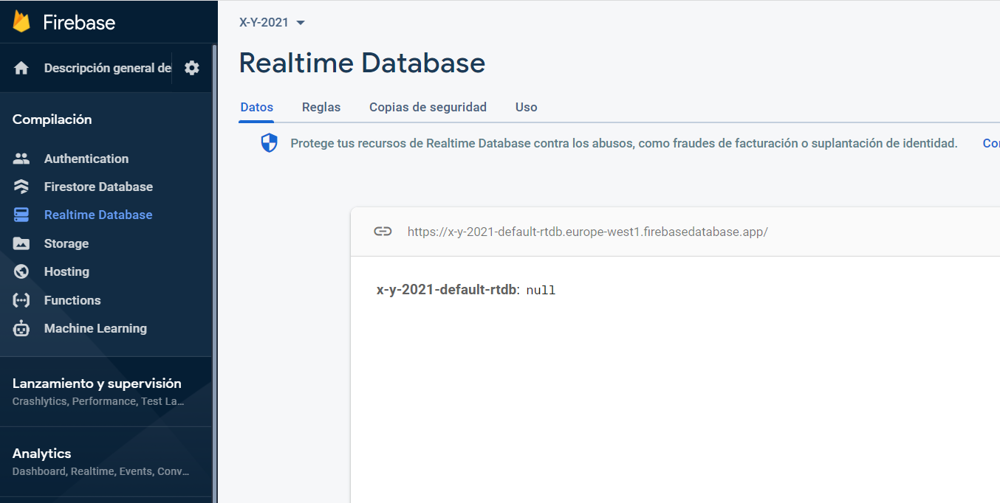 Firebase
Descripción general de
Compilación
Authentication
Firestore Database
Realtime Database
Storage
Hosting
Functions
Machine Learning
Lanzamiento y supervisión
Crashlytics, Performance, Test La...
Analytics
Dashboard, Realtime, Events, Conv...
X-Y-2021
Realtime Database
Datos Reglas Copias de seguridad Uso
Protege tus recursos de Realtime Database contra los abusos, como fraudes de facturación o suplantación de identidad. Co
https://x-y-2021-default-rtdb.europe-west1.firebasedatabase.app/
x-y-2021-default-rtdb: null